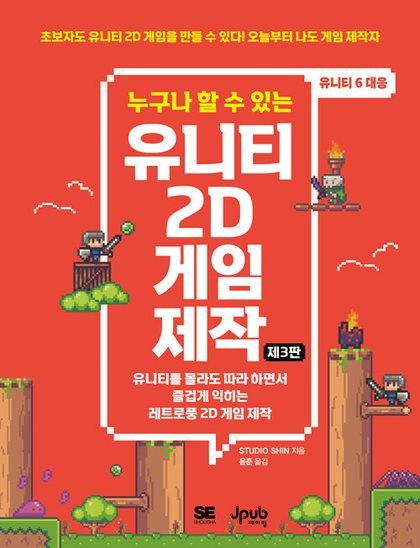 초보자도 유니티 2D 게임을 만들 수 있다! 오늘부터 나도 게임 제작자
유니티 6 대응
누구나 할 수 있는
유니티
2D
게임
제작
제3판
유니티를 몰라도 따라 하면서
즐겁게 익히는
레트로풍 2D 게임 제작
STUDIO SHIN 지음
윤준 옮김
SE
SHOEISHA
Jpub
제이펍